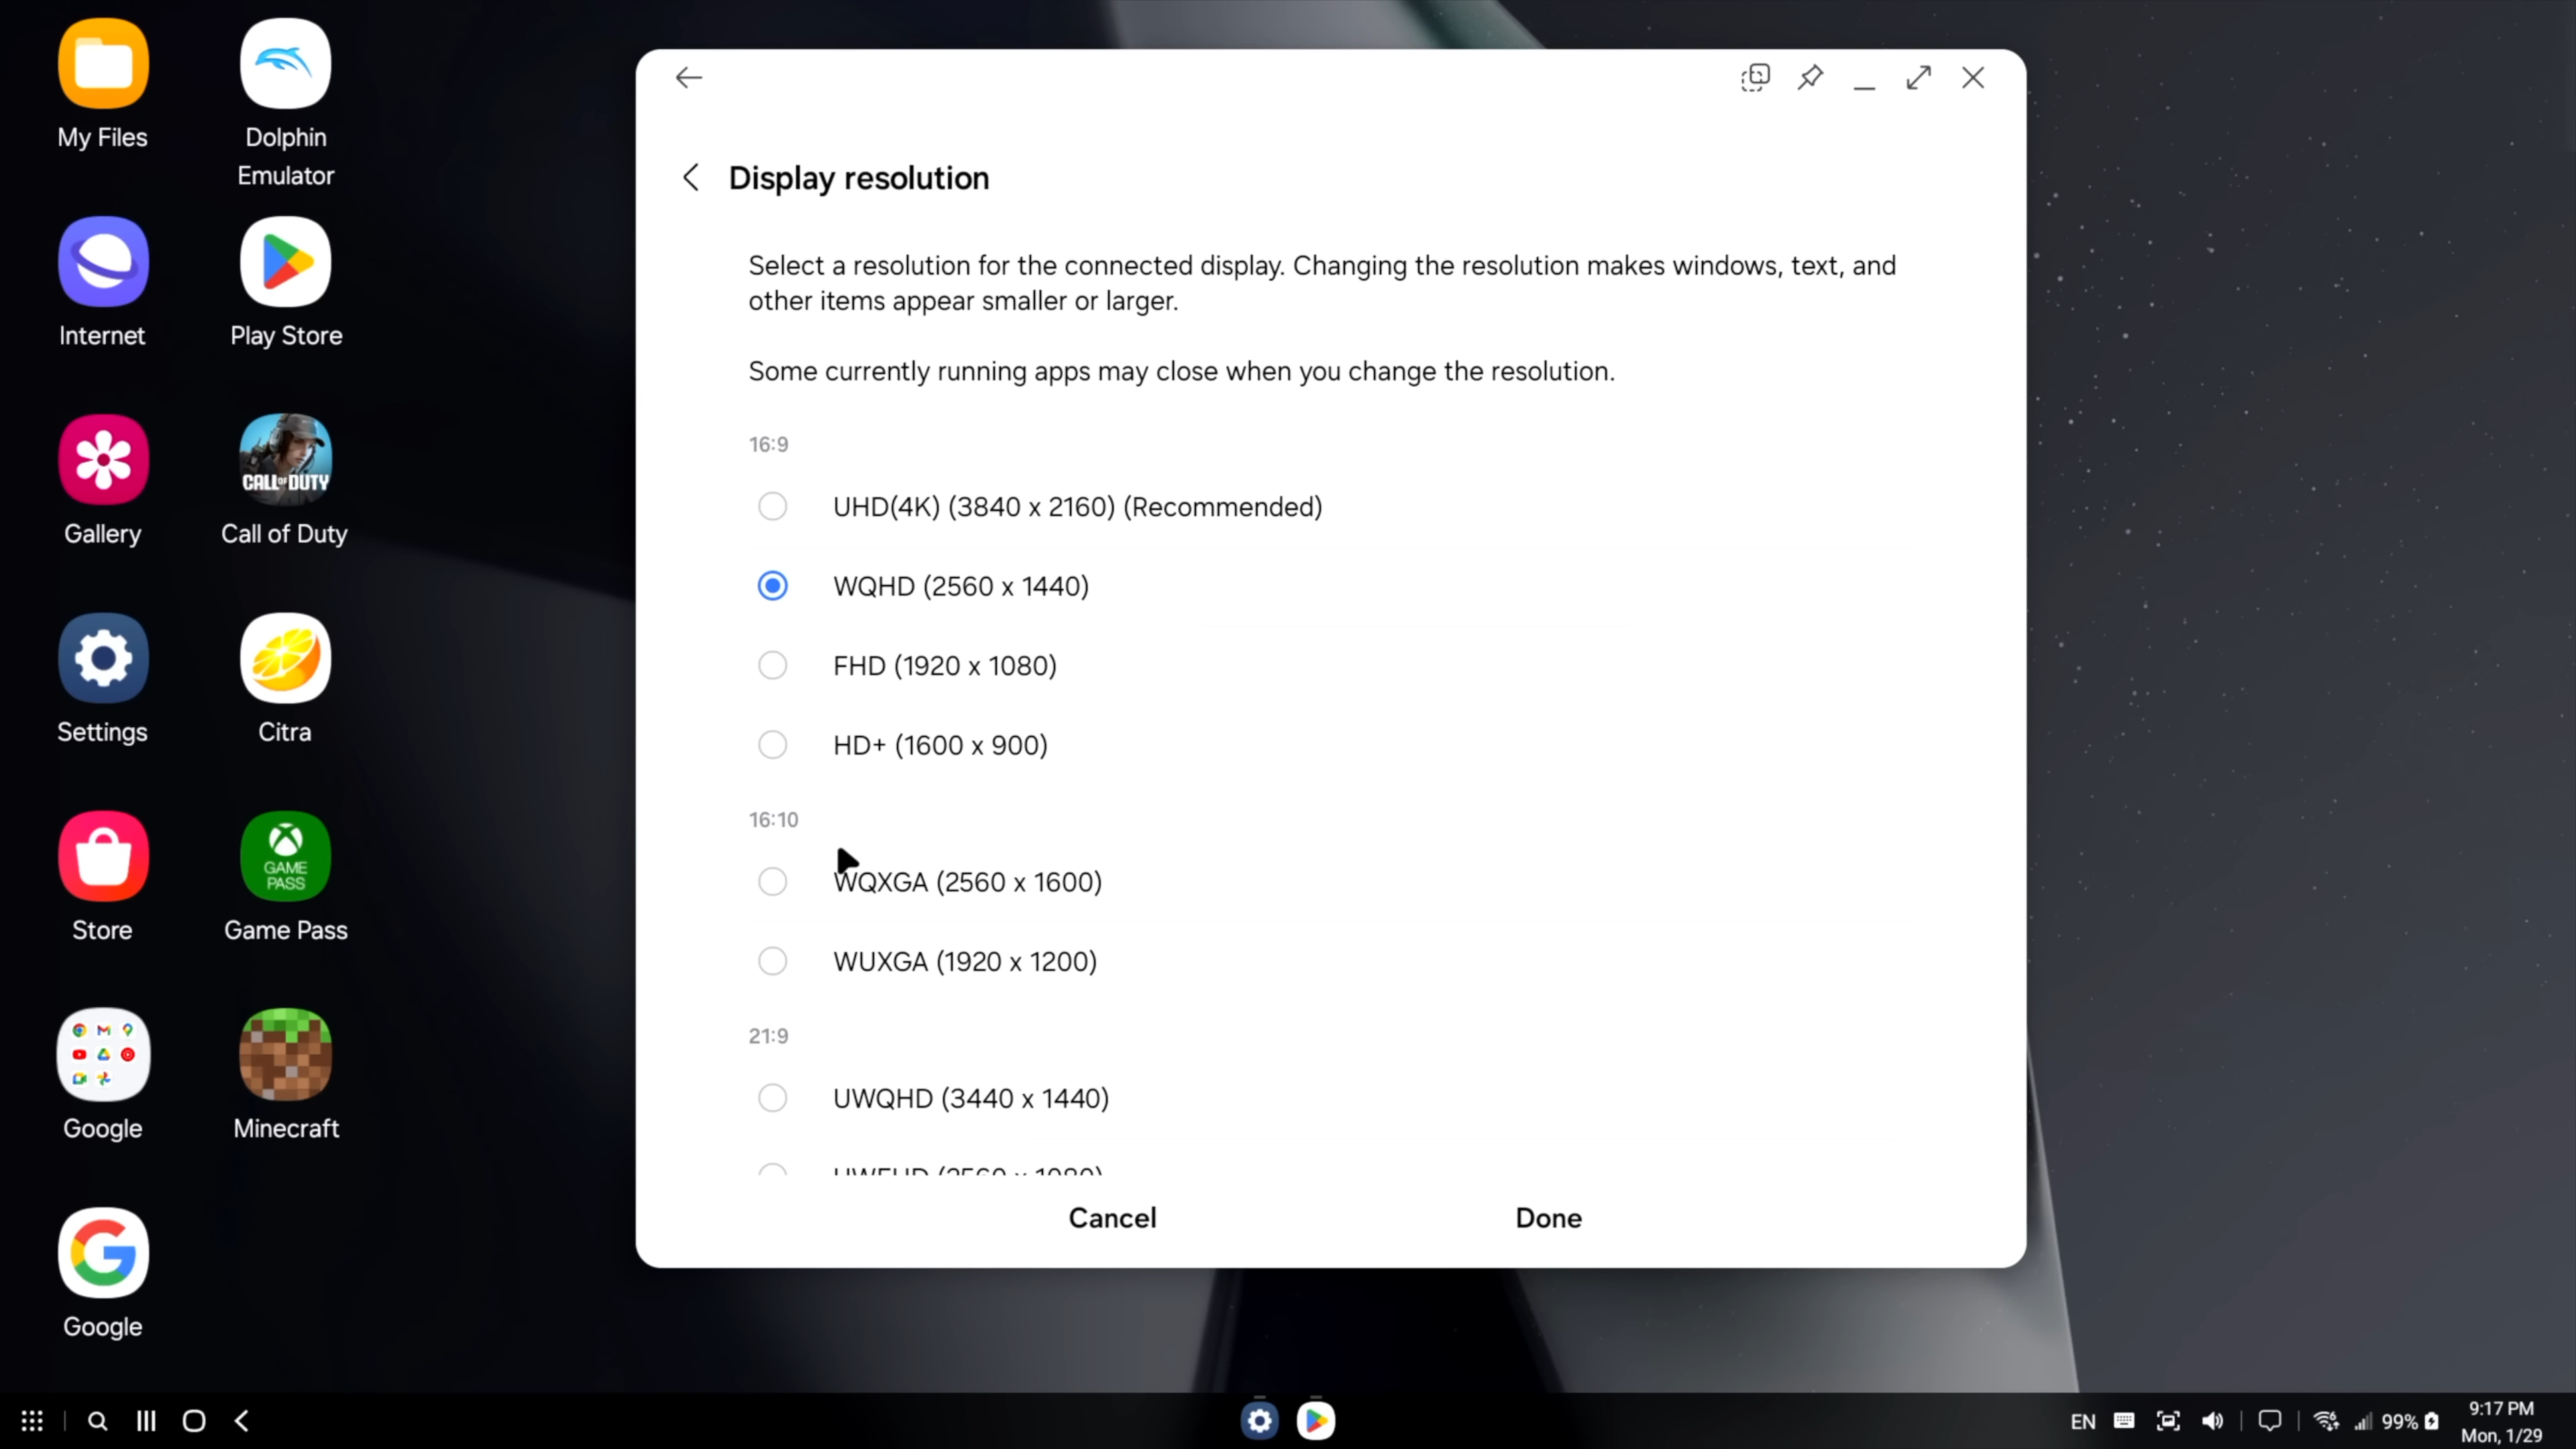 My Files
Dolphin
Emulator
Internet
Play Store
Gallery
CALL OF DUTY
Call of Duty
Settings
Citra
Store
GAME
PASS
Game Pass
Google
Minecraft
Google
Display resolution
Select a resolution for the connected display. Changing the resolution makes windows, text, and
other items appear smaller or larger.
Some currently running apps may close when you change the resolution.
16:9
UHD(4K) (3840 x 2160) (Recommended)
WQHD (2560 x 1440)
FHD (1920 x 1080)
HD+ (1600 x 900)
16:10
WQXGA (2560 x 1600)
WUXGA (1920 x 1200)
21:9
UWQHD (3440 x 1440)
UWFHD (2560 x 1080)
Cancel
Done
EN
99%
9:17 PM
Mon, 1/29